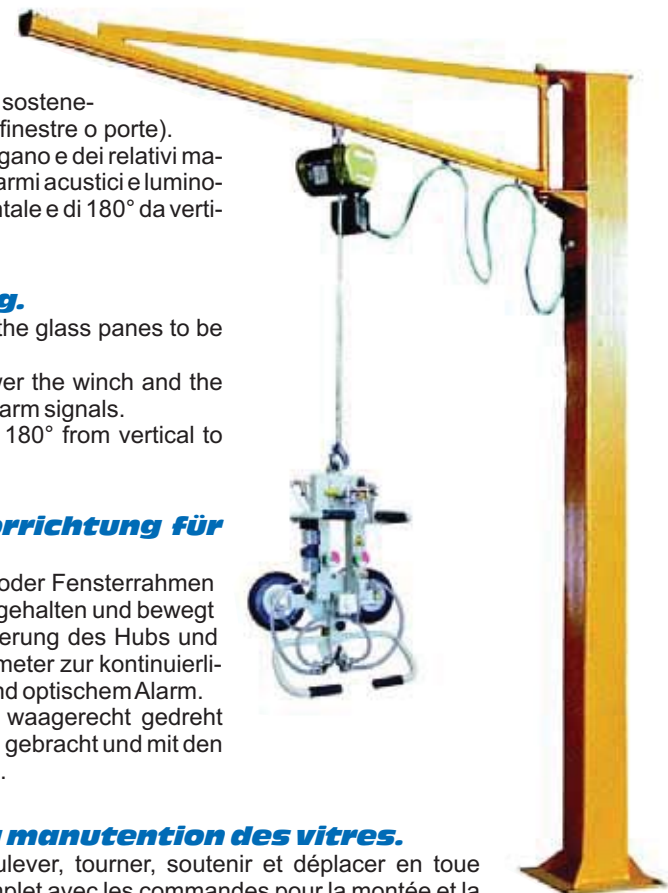 sostene-
finestre o porte).
gano e dei relativi ma-
armi acustici e lumino-
ntale e di 180° da verti-
g.
the glass panes to be
ver the winch and the
arm signals.
180° from vertical to
orrichtung für
oder Fensterrahmen
gehalten und bewegt
erung des Hubs und
meter zur kontinuierli-
nd optischem Alarm.
waagerecht gedreht
gebracht und mit den
.
manutention des vitres.
ulever, tourner, soutenir et déplacer en toue
mplet avec les commandes pour la montée et la